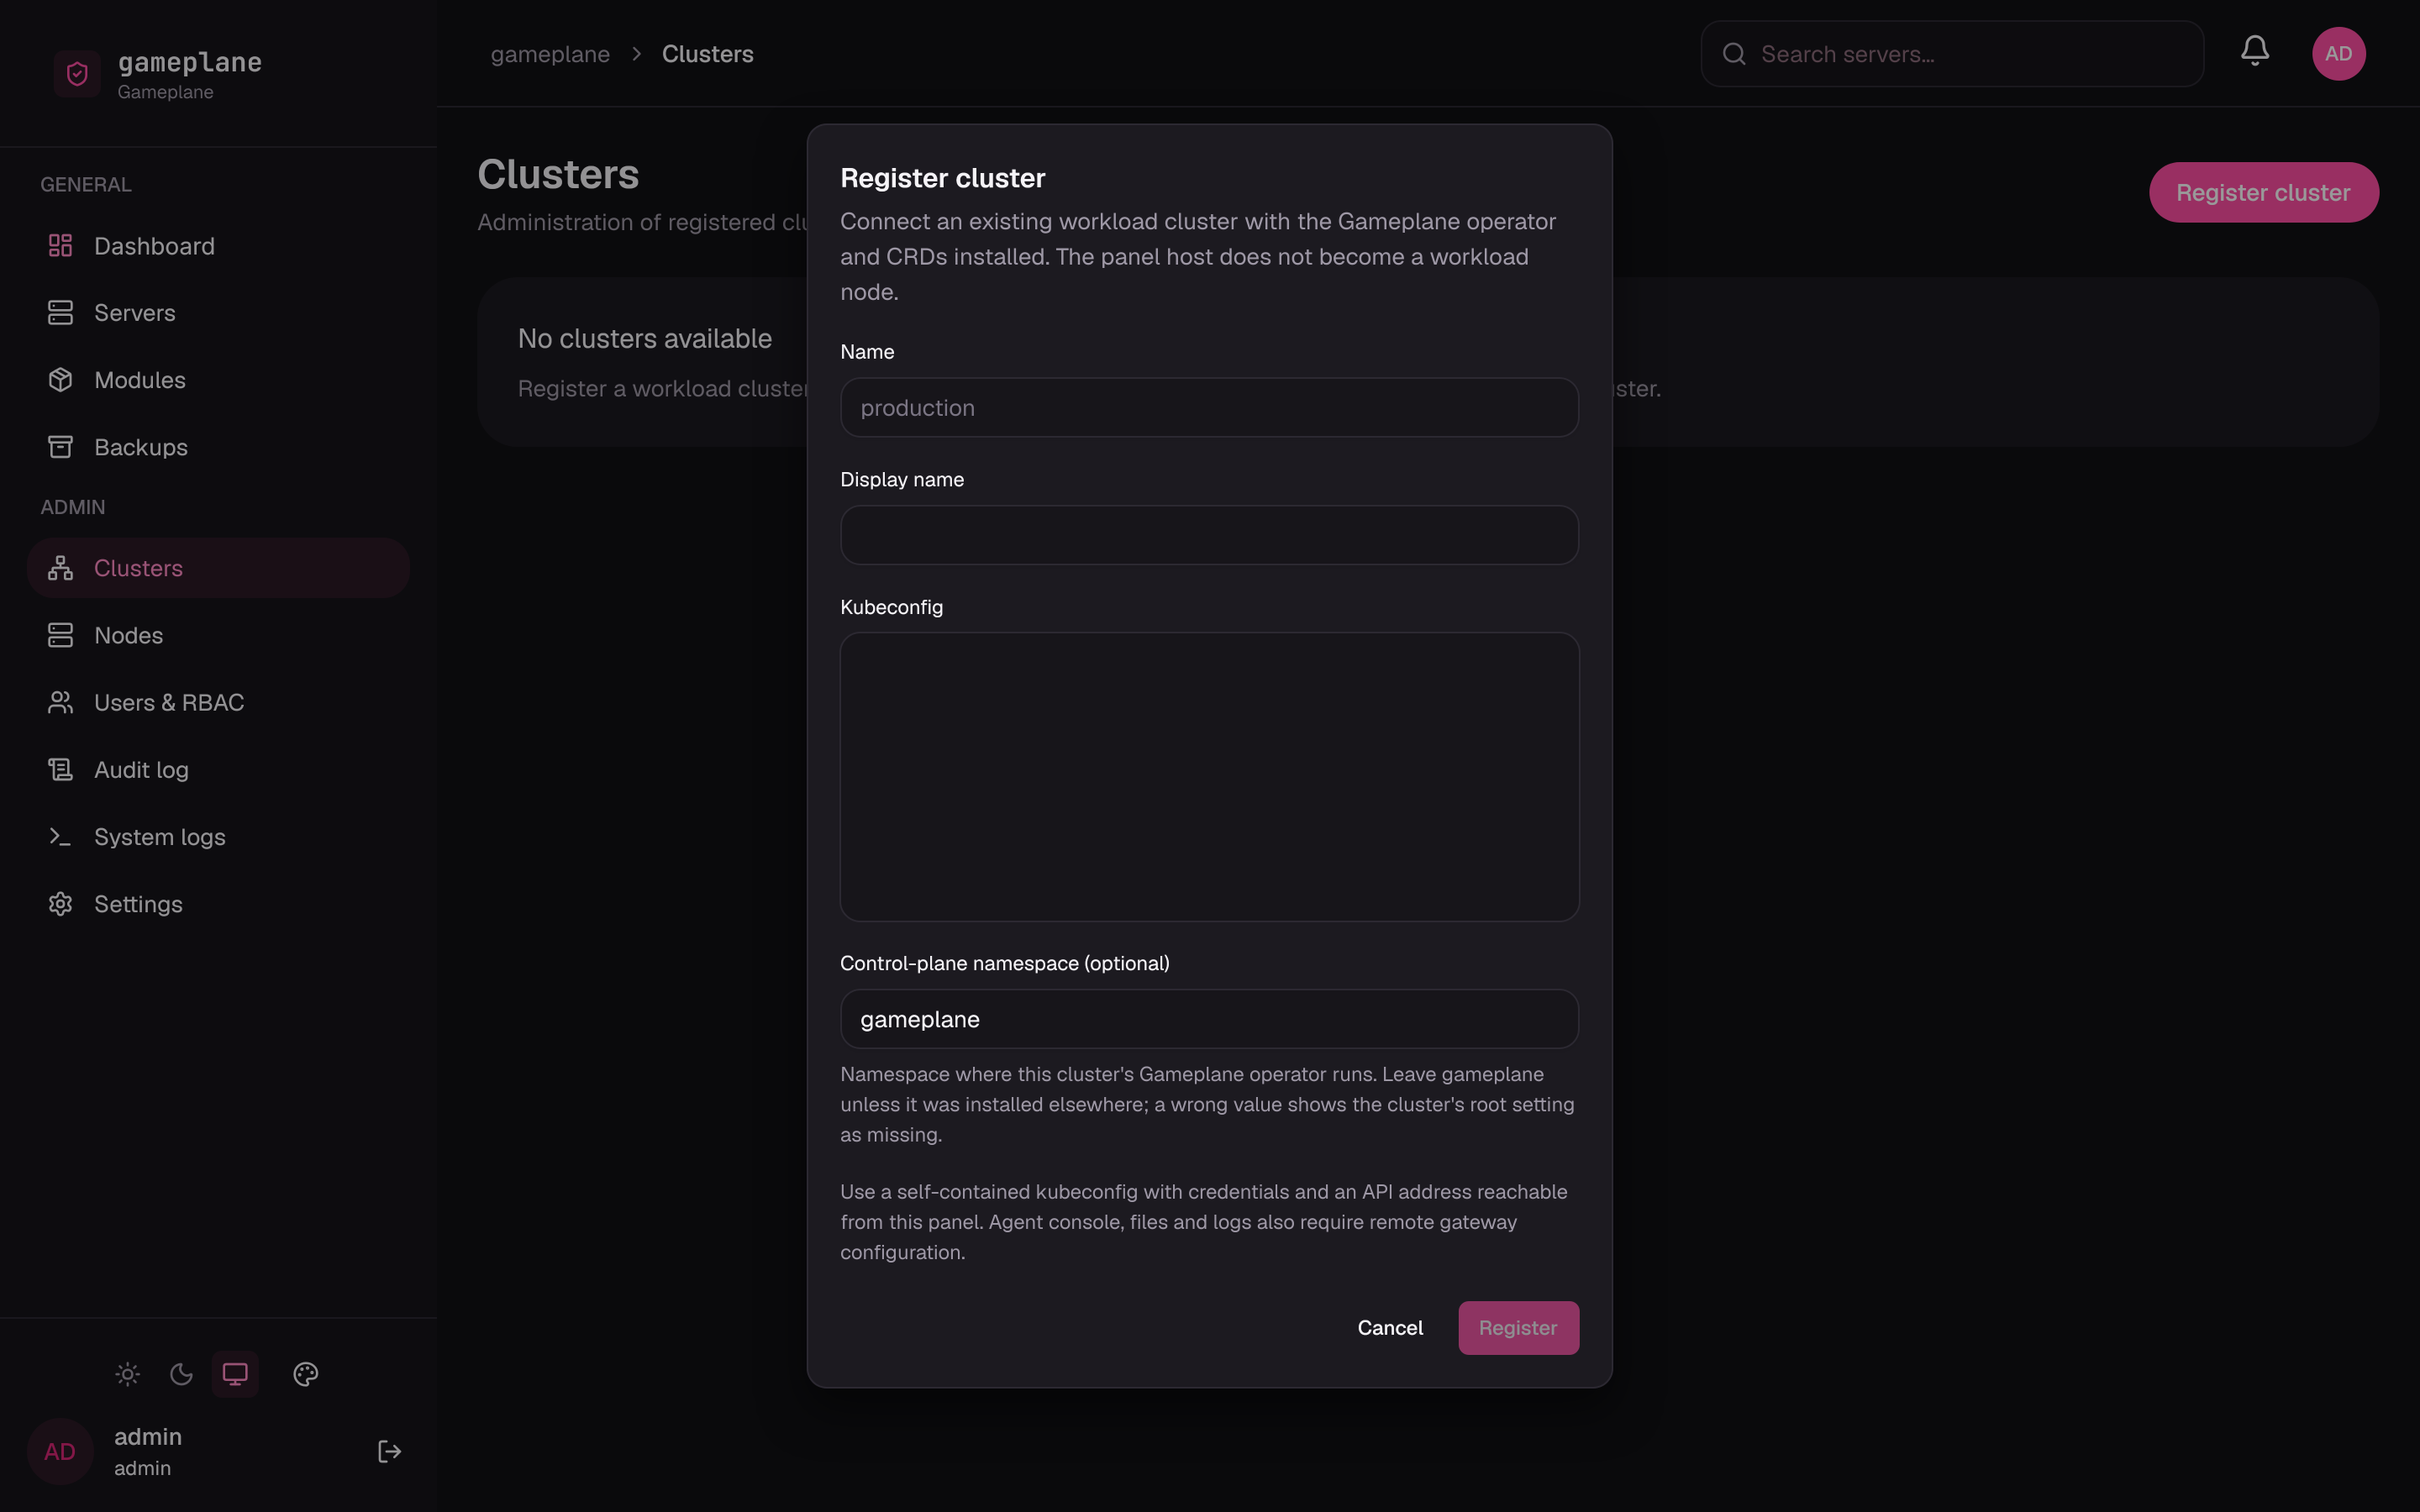 gameplane
Gameplane
GENERAL
Dashboard
Servers
Modules
Backups
ADMIN
Clusters
Nodes
Users & RBAC
Audit log
System logs
Settings
AD
admin
admin
gameplane > Clusters
Search servers...
AD
Clusters
Administration of registered clu
Register cluster
No clusters available
Register a workload cluster
ster.
Register cluster
Connect an existing workload cluster with the Gameplane operator
and CRDs installed. The panel host does not become a workload
node.
Name
production
Display name
Kubeconfig
Control-plane namespace (optional)
gameplane
Namespace where this cluster's Gameplane operator runs. Leave gameplane
unless it was installed elsewhere; a wrong value shows the cluster's root setting
as missing.
Use a self-contained kubeconfig with credentials and an API address reachable
from this panel. Agent console, files and logs also require remote gateway
configuration.
Cancel
Register